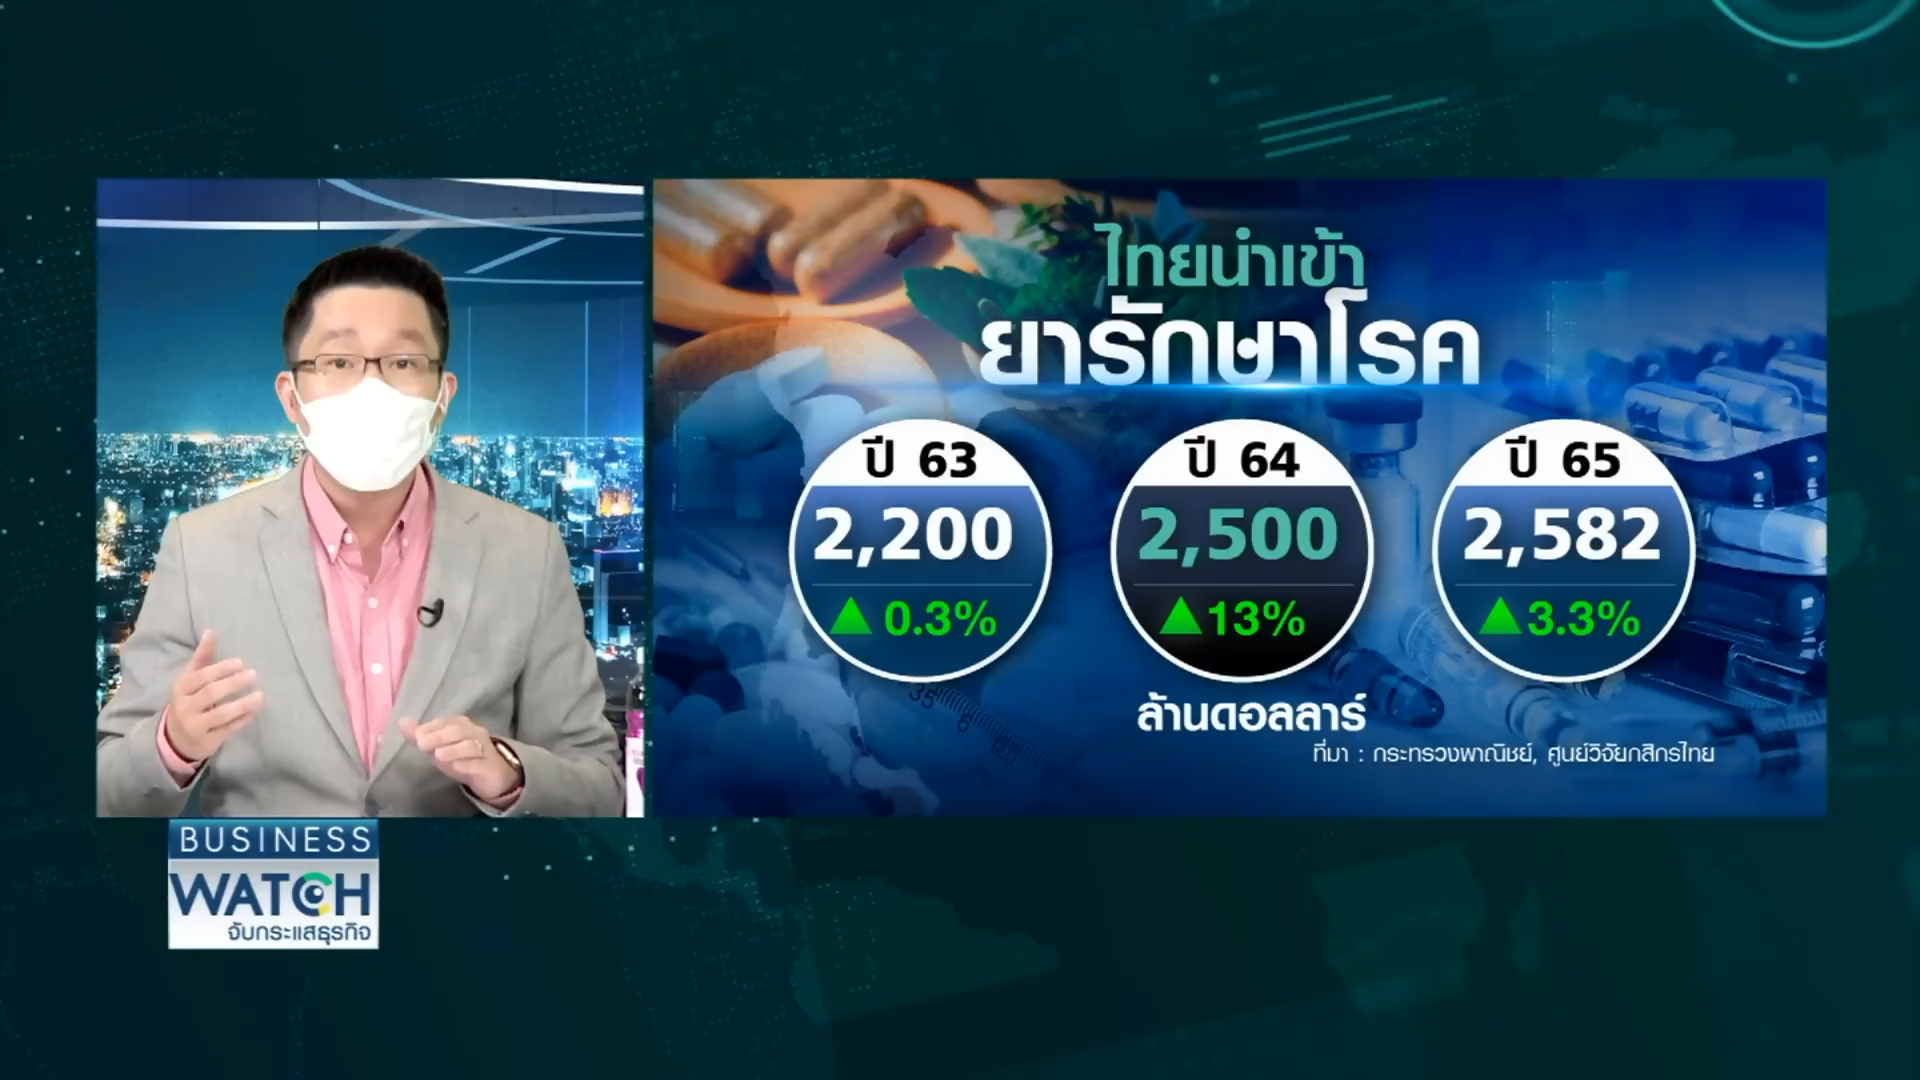 ไทยนำเข้า
ยารักษาโรค
ปี 63
2,200
0.3%
ปี 64
2,500
13%
ปี 65
2,582
3.3%
ล้านดอลลาร์
ที่มา : กระทรวงพาณิชย์, ศูนย์วิจัยกสิกรไทย
35 6
BUSINESS
WATCH
จับกระแสธุรกิจ